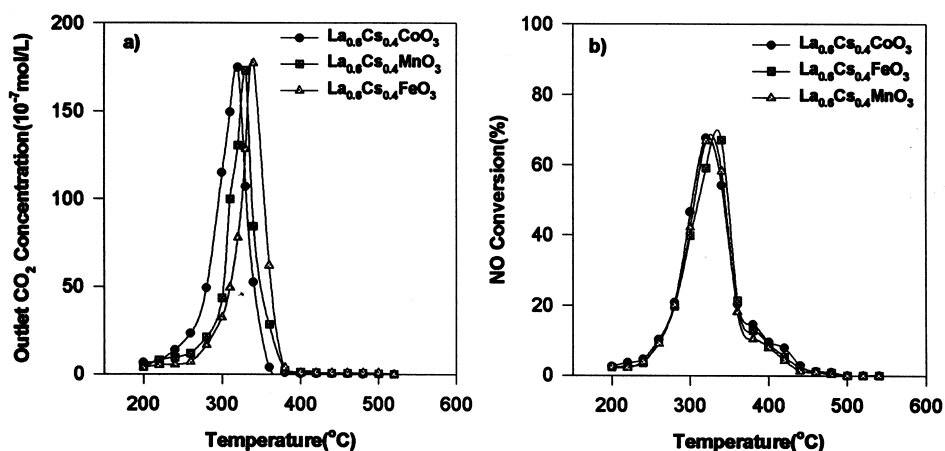 a)
La0.6Cs0.4CoO3
La0.6Cs0.4MnO3
La0.6Cs0.4FeO3
Outlet CO2 Concentration(10-7mol/L)
200
150
100
50
0
200 300 400 500 600
Temperature(oC)
b)
La0.6Cs0.4CoO3
La0.6Cs0.4FeO3
La0.6Cs0.4MnO3
NO Conversion(%)
100
80
60
40
20
0
200 300 400 500 600
Temperature(oC)